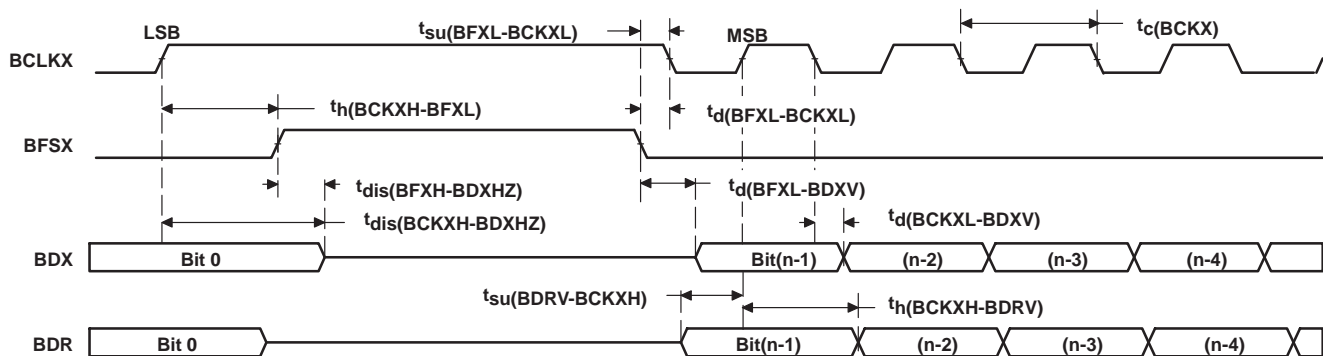 LSB
tsu(BFXL-BCKXL)
MSB
tc(BCKX)
BCLKX
th(BCKXH-BFXL)
td(BFXL-BCKXL)
BFSX
tdis(BFXH-BDXHZ)
td(BFXL-BDXV)
tdis(BCKXH-BDXHZ)
td(BCKXL-BDXV)
BDX Bit 0 Bit(n-1) (n-2) (n-3) (n-4)
tsu(BDRV-BCKXH)
th(BCKXH-BDRV)
BDR Bit 0 Bit(n-1) (n-2) (n-3) (n-4)